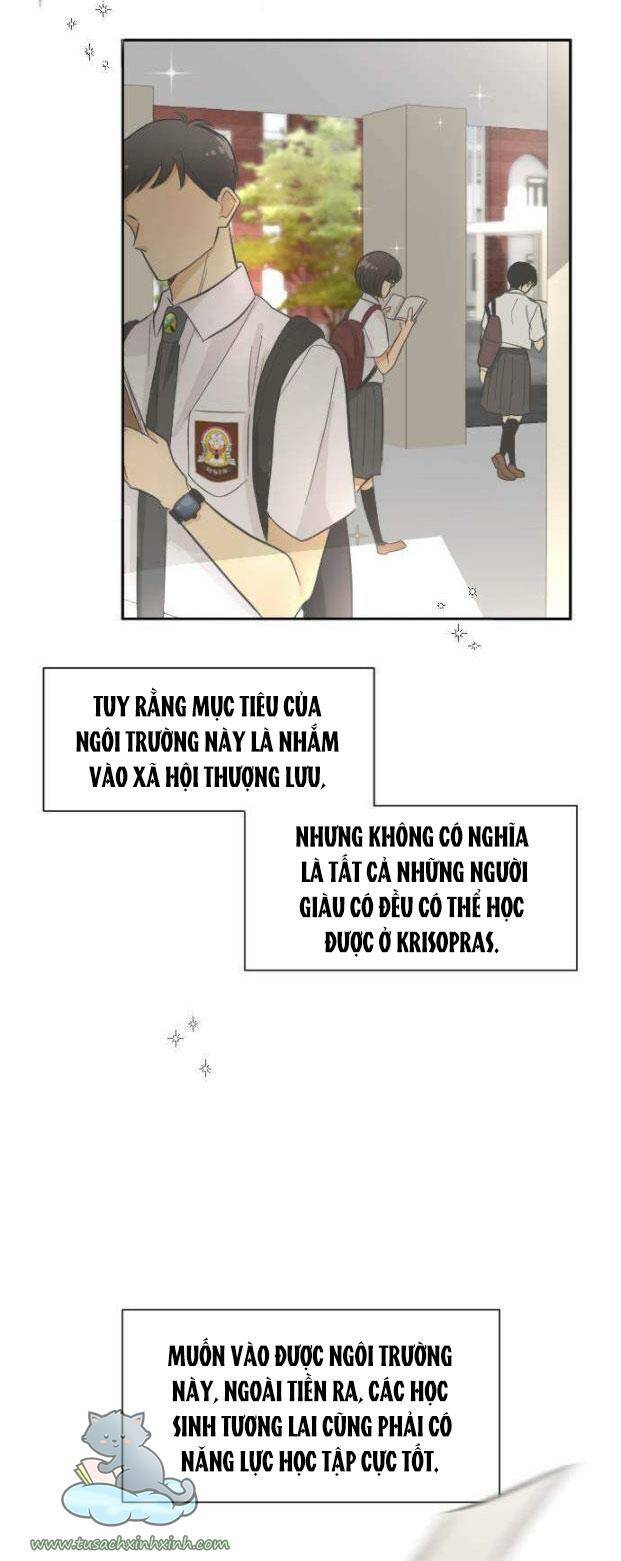 TUY RẰNG MỤC TIÊU CỦA
NGÔI TRƯỜNG NÀY LÀ NHẮM
VÀO XÃ HỘI THƯỢNG LƯU,
NHƯNG KHÔNG CÓ NGHĨA
LÀ TẤT CẢ NHỮNG NGƯỜI
GIÀU CÓ ĐỀU CÓ THỂ HỌC
ĐƯỢC Ở KRISOPRAS.
MUỐN VÀO ĐƯỢC NGÔI TRƯỜNG
NÀY, NGOÀI TIỀN RA, CÁC HỌC
SINH TƯƠNG LAI CŨNG PHẢI CÓ
NĂNG LỰC HỌC TẬP CỰC TỐT.
www.tusachxinhxinh.com